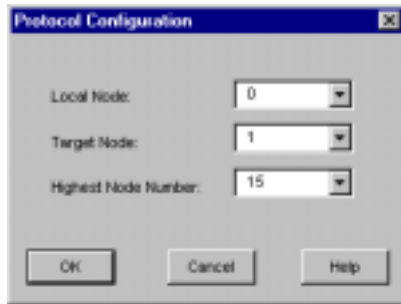 Protocol Configuration
Local Node: 0
Target Node: 1
Highest Node Number: 15
OK Cancel Help